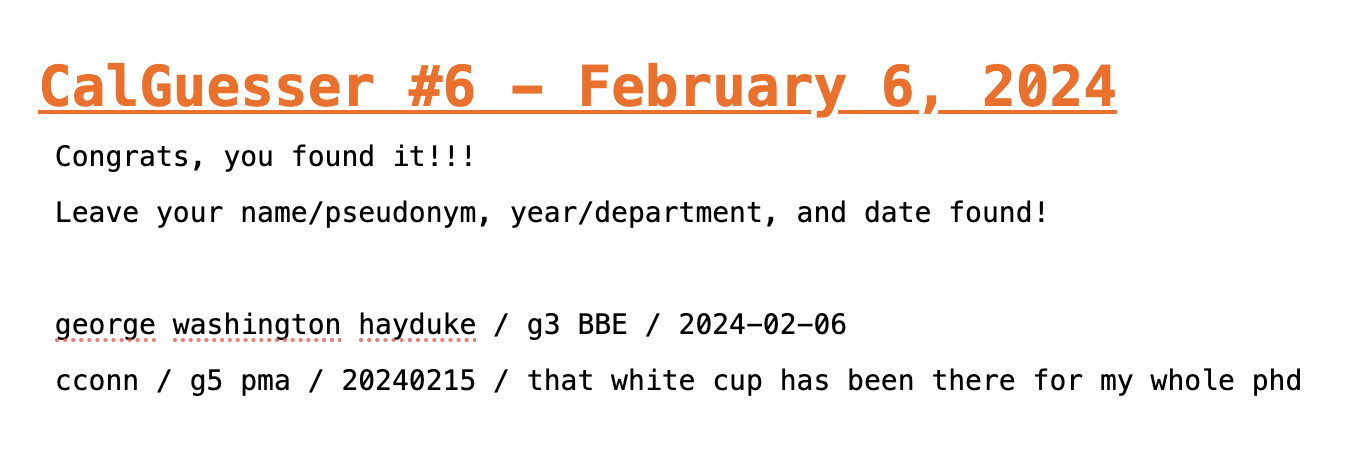 CalGuesser #6 – February 6, 2024
Congrats, you found it!!!
Leave your name/pseudonym, year/department, and date found!
george washington hayduke / g3 BBE / 2024-02-06
cconn / g5 pma / 20240215 / that white cup has been there for my whole phd